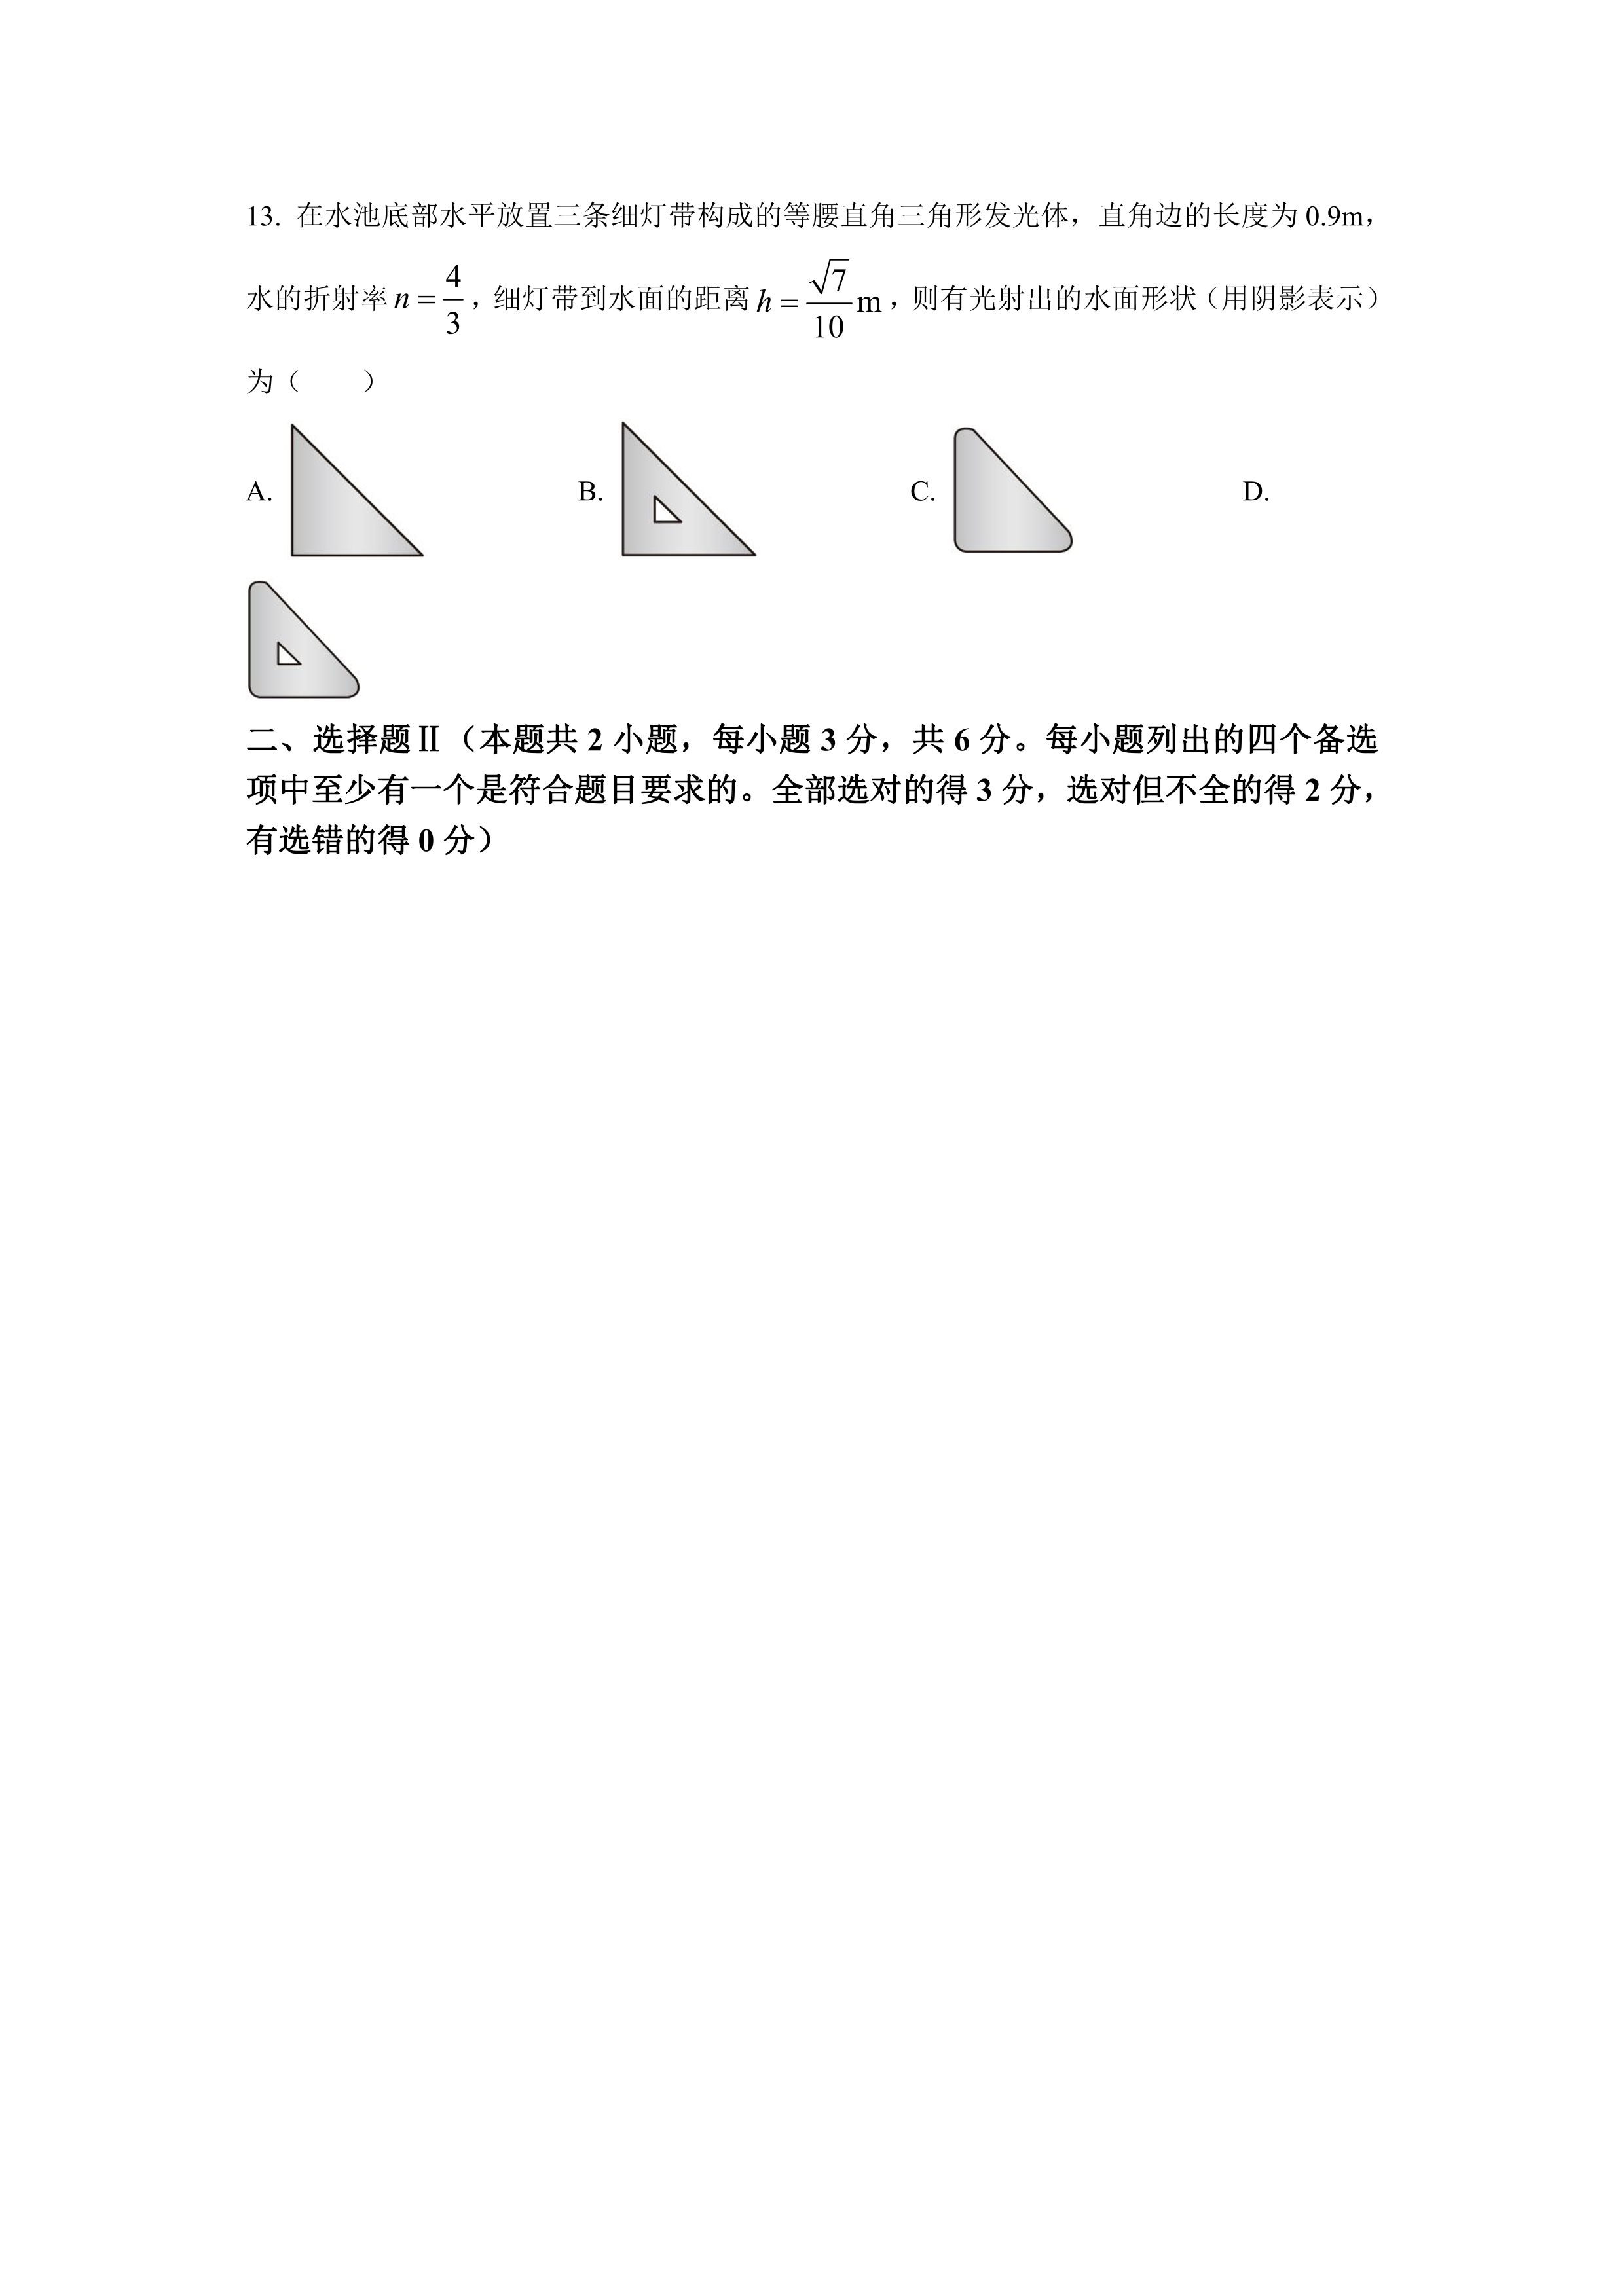 13. 在水池底部水平放置三条细灯带构成的等腰直角三角形发光体，直角边的长度为 0.9m，
水的折射率 n = 4/3，细灯带到水面的距离 h = √7/10 m，则有光射出的水面形状（用阴影表示）
为（　　）
A. B. C. D.
二、选择题Ⅱ（本题共 2 小题，每小题 3 分，共 6 分。每小题列出的四个备选
项中至少有一个是符合题目要求的。全部选对的得 3 分，选对但不全的得 2 分，
有选错的得 0 分）